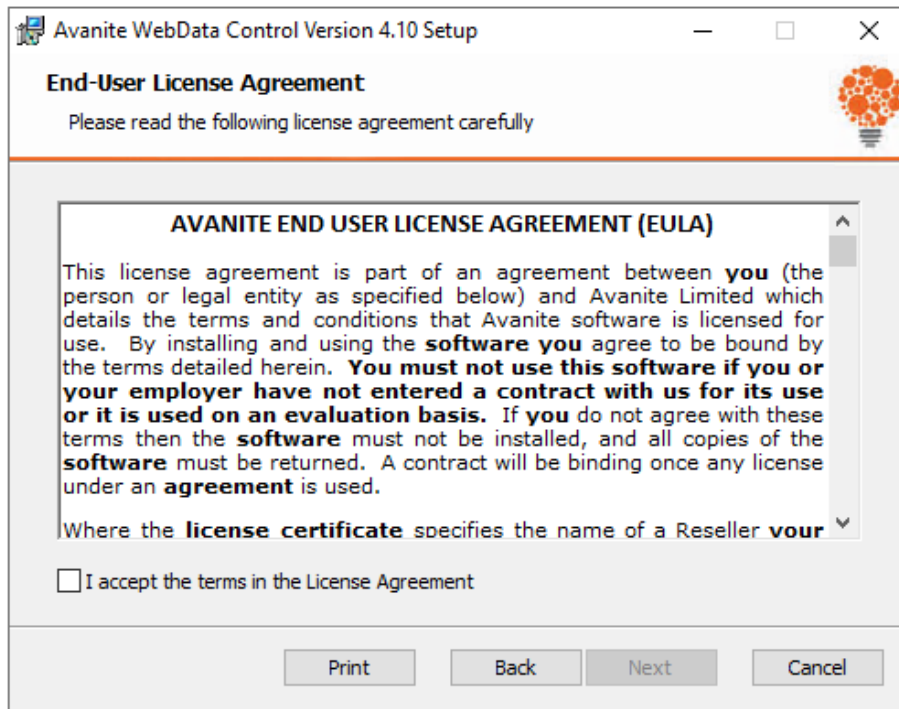 Avanite WebData Control Version 4.10 Setup
End-User License Agreement
Please read the following license agreement carefully
AVANITE END USER LICENSE AGREEMENT (EULA)
This license agreement is part of an agreement between you (the
person or legal entity as specified below) and Avanite Limited which
details the terms and conditions that Avanite software is licensed for
use. By installing and using the software you agree to be bound by
the terms detailed herein. You must not use this software if you or
your employer have not entered a contract with us for its use
or it is used on an evaluation basis. If you do not agree with these
terms then the software must not be installed, and all copies of the
software must be returned. A contract will be binding once any license
under an agreement is used.
Where the license certificate specifies the name of a Reseller your
I accept the terms in the License Agreement
Print Back Next Cancel